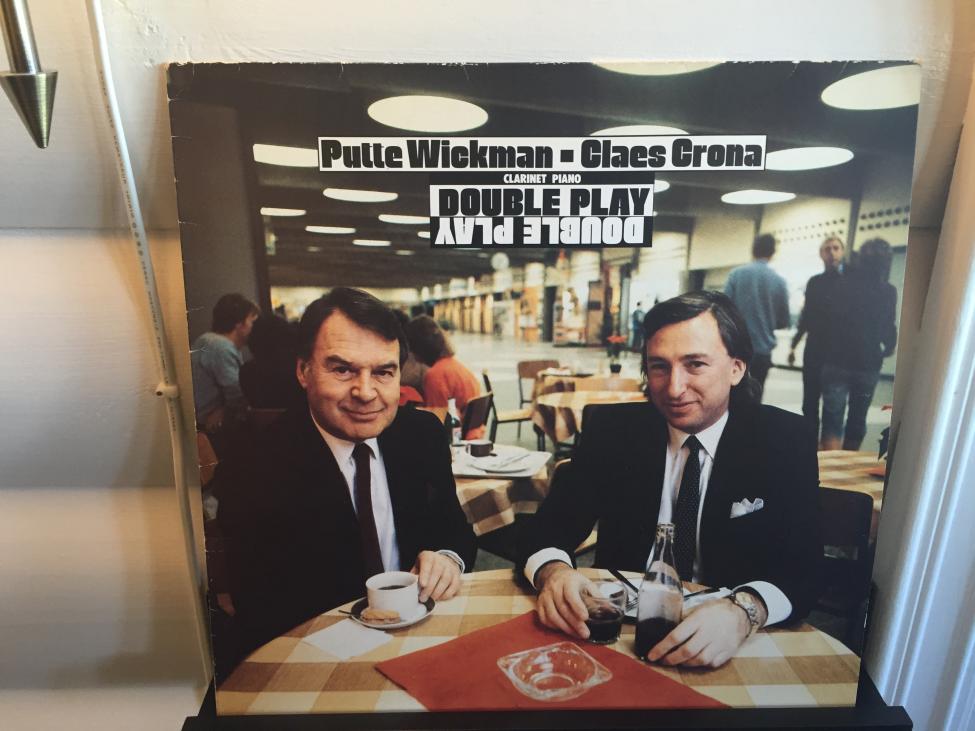 Putte Wickman ▪ Claes Crona
CLARINET PIANO
DOUBLE PLAY
DOUBLE PLAY